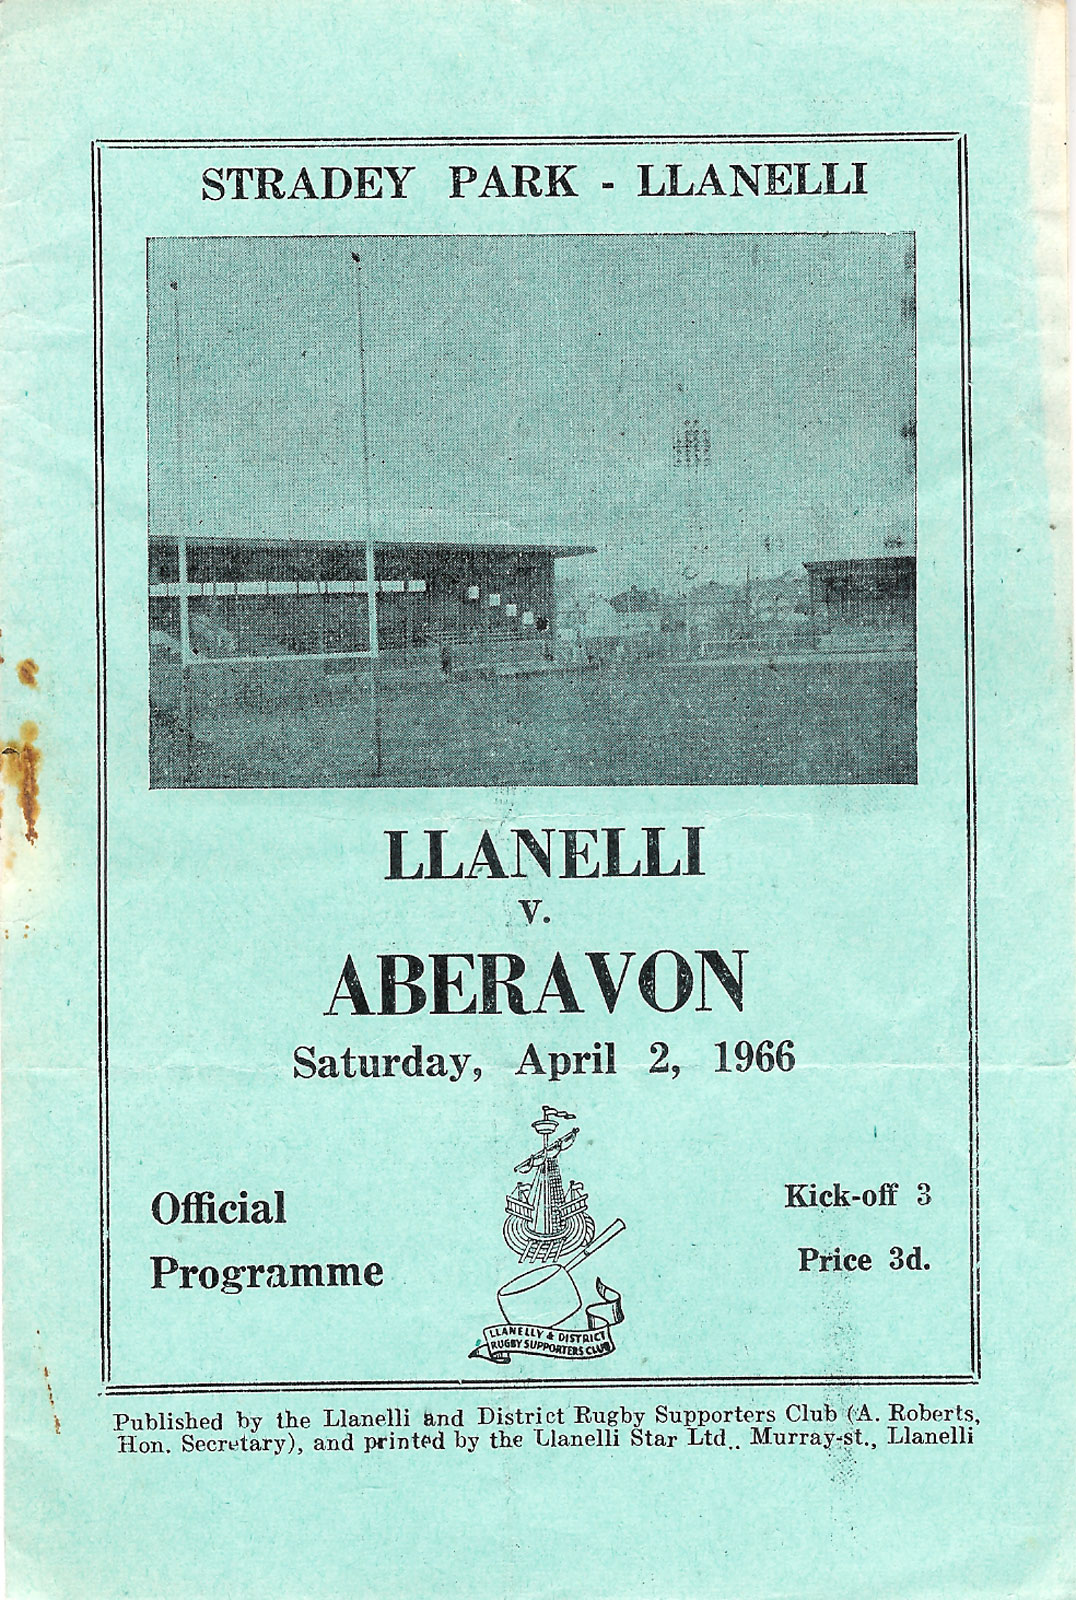 STRADEY PARK - LLANELLI
LLANELLI
v.
ABERAVON
Saturday, April 2, 1966
Official
Programme
Kick-off 3
Price 3d.
LLANELLY & DISTRICT
RUGBY SUPPORTERS CLUB
Published by the Llanelli and District Rugby Supporters Club (A. Roberts,
Hon. Secretary), and printed by the Llanelli Star Ltd., Murray-st., Llanelli